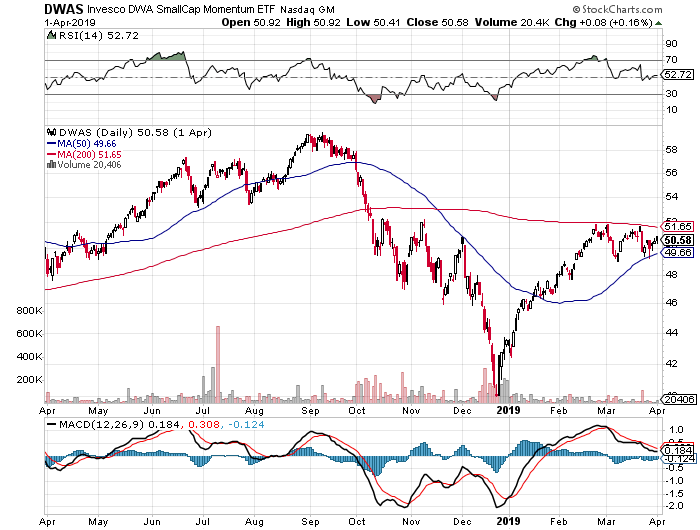 DWAS Invesco DWA SmallCap Momentum ETF Nasdaq GM © StockCharts.com
1-Apr-2019 Open 50.92 High 50.92 Low 50.41 Close 50.58 Volume 20.4K Chg +0.08 (+0.16%)
RSI(14) 52.72
90
70
52.72
30
10
DWAS (Daily) 50.58 (1 Apr)
MA(50) 49.66
MA(200) 51.65
Volume 20,406
58
56
54
52
51.65
50.58
49.66
48
46
44
42
40
800K
600K
400K
200K
20406
Apr May Jun Jul Aug Sep Oct Nov Dec 2019 Feb Mar Apr
MACD(12,26,9) 0.184, 0.308, -0.124
1.0
0.5
-0.124
-0.5
-1.0
-1.5
-2.0
Apr May Jun Jul Aug Sep Oct Nov Dec 2019 Feb Mar Apr